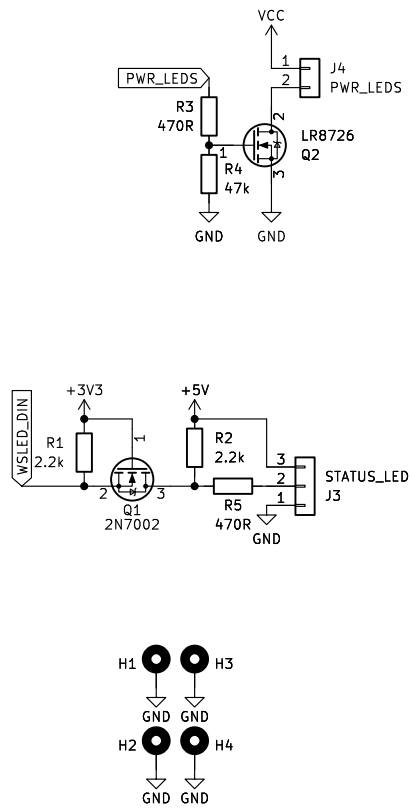 VCC
1
J4
PWR_LEDS
2
PWR_LEDS
R3
470R
2
LR8726
Q2
1
R4
47k
3
GND
GND
WSLED_DIN
+3V3
+5V
R1
2.2k
1
R2
2.2k
3
STATUS_LED
2
J3
1
2
3
Q1
2N7002
R5
470R
GND
H1
H3
GND
GND
H2
H4
GND
GND